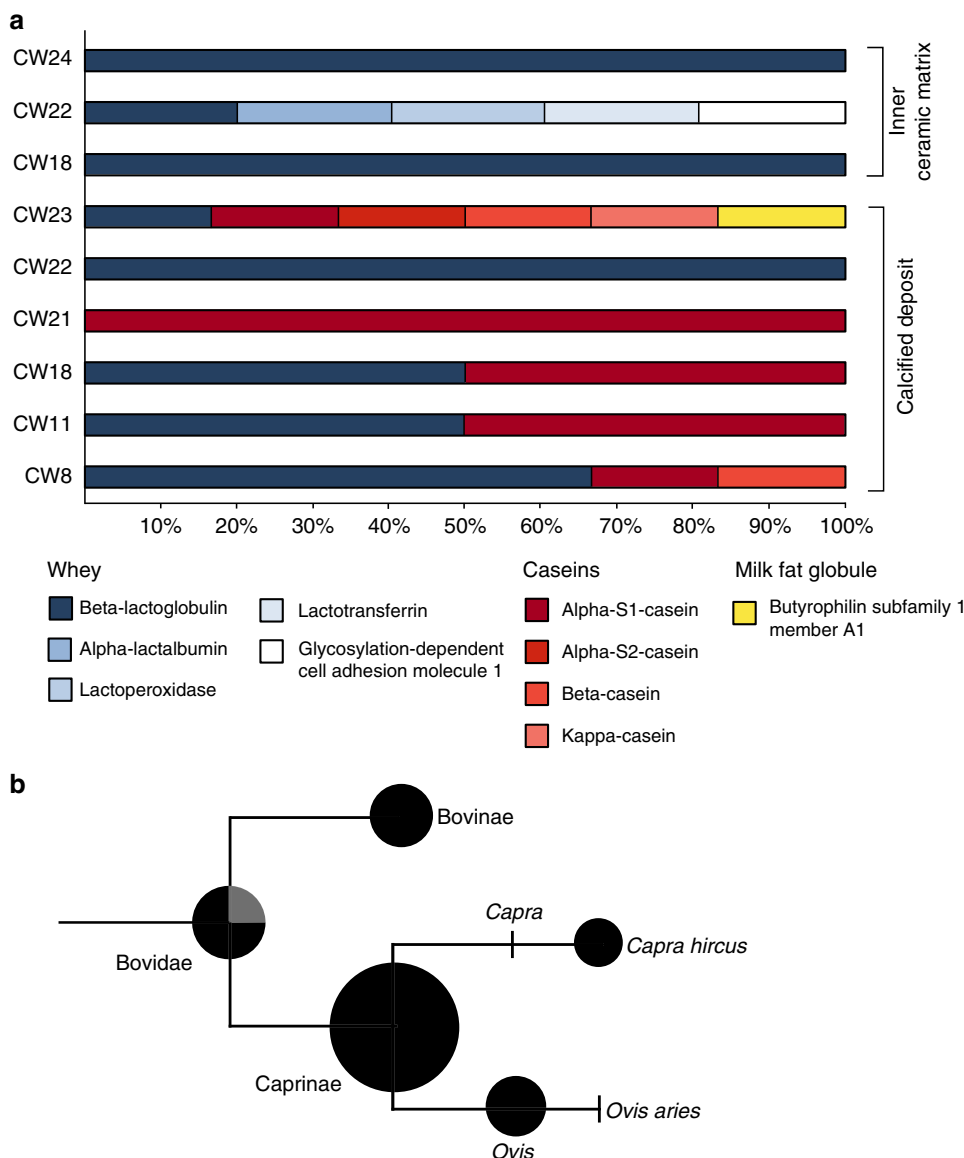 a
CW24
CW22
CW18
CW23
CW22
CW21
CW18
CW11
CW8
Inner
ceramic matrix
Calcified deposit
10% 20% 30% 40% 50% 60% 70% 80% 90% 100%
Whey
Beta-lactoglobulin
Alpha-lactalbumin
Lactoperoxidase
Lactotransferrin
Glycosylation-dependent
cell adhesion molecule 1
Caseins
Alpha-S1-casein
Alpha-S2-casein
Beta-casein
Kappa-casein
Milk fat globule
Butyrophilin subfamily 1
member A1
b
Bovinae
Capra
Capra hircus
Bovidae
Caprinae
Ovis aries
Ovis